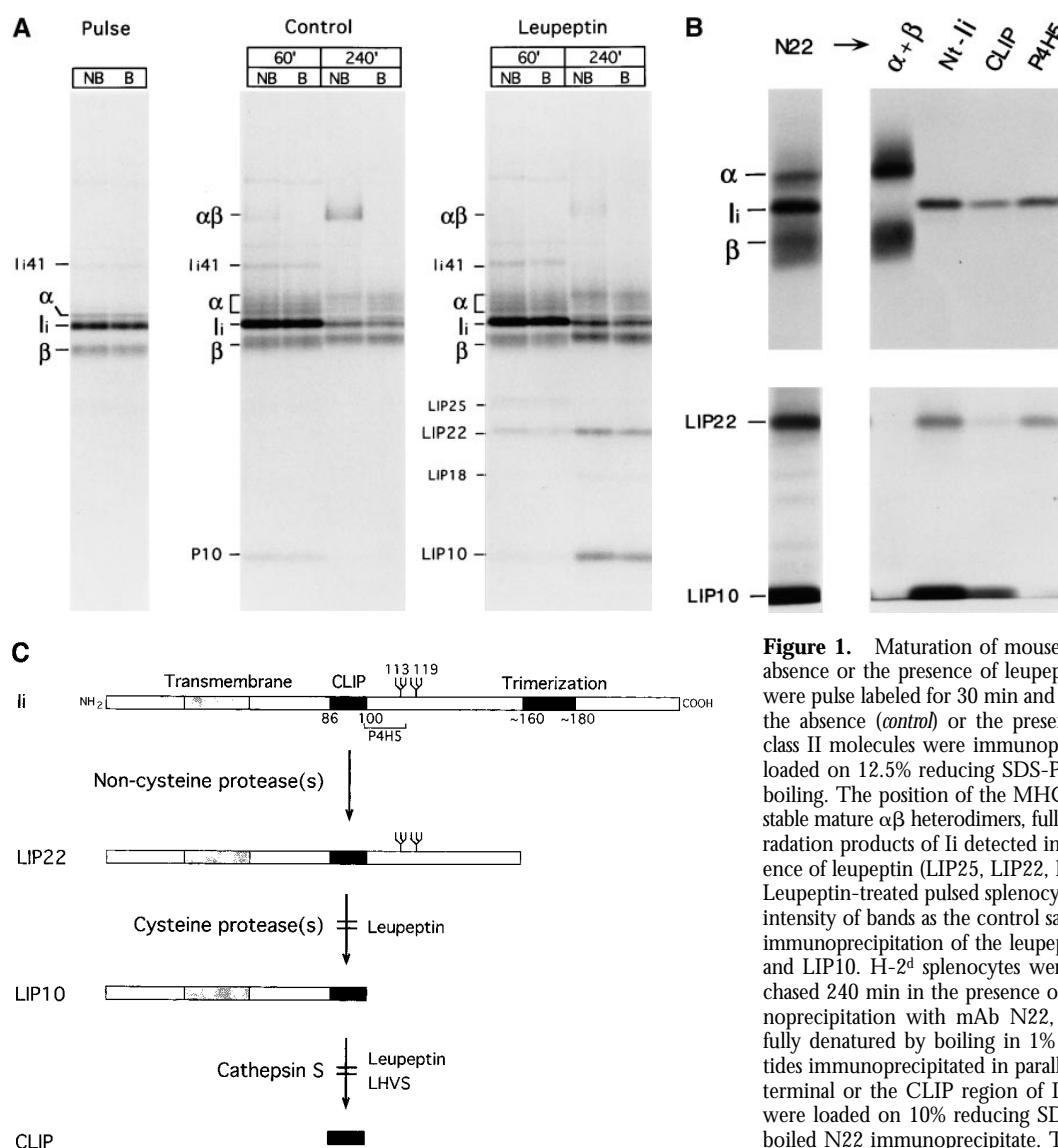 A
Pulse
Control
Leupeptin
60' 240'
60' 240'
NB B
NB B NB B
NB B NB B
αβ
Ii41
α
Ii
β
αβ
Ii41
α
Ii
β
P10
αβ
Ii41
α
Ii
β
LIP25
LIP22
LIP18
LIP10
B
N22 → α+β Nt-Ii CLIP P4H5
α
Ii
β
LIP22
LIP10
C
113 119
Transmembrane CLIP Trimerization
Ii NH2 COOH
86 100 ~160 ~180
P4H5
Non-cysteine protease(s)
LIP22
Cysteine protease(s) Leupeptin
LIP10
Cathepsin S Leupeptin
LHVS
CLIP
Figure 1. Maturation of mouse
absence or the presence of leupep
were pulse labeled for 30 min and
the absence (control) or the prese
class II molecules were immunop
loaded on 12.5% reducing SDS-P
boiling. The position of the MHC
stable mature αβ heterodimers, full
radation products of Ii detected in
ence of leupeptin (LIP25, LIP22,
Leupeptin-treated pulsed splenocy
intensity of bands as the control sa
immunoprecipitation of the leupep
and LIP10. H-2d splenocytes wer
chased 240 min in the presence o
noprecipitation with mAb N22,
fully denatured by boiling in 1%
tides immunoprecipitated in parall
terminal or the CLIP region of I
were loaded on 10% reducing SD
boiled N22 immunoprecipitate. T